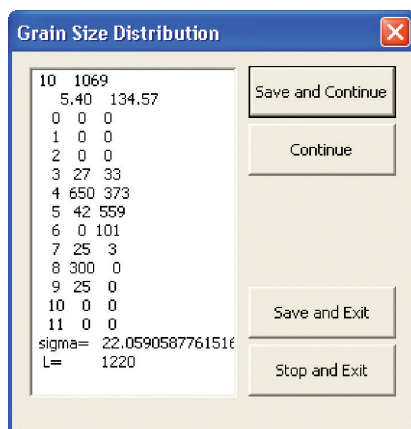 Grain Size Distribution
10 1069
5.40 134.57
0 0 0
1 0 0
2 0 0
3 27 33
4 650 373
5 42 559
6 0 101
7 25 3
8 300 0
9 25 0
10 0 0
11 0 0
sigma= 22.0590587761516
L= 1220
Save and Continue
Continue
Save and Exit
Stop and Exit